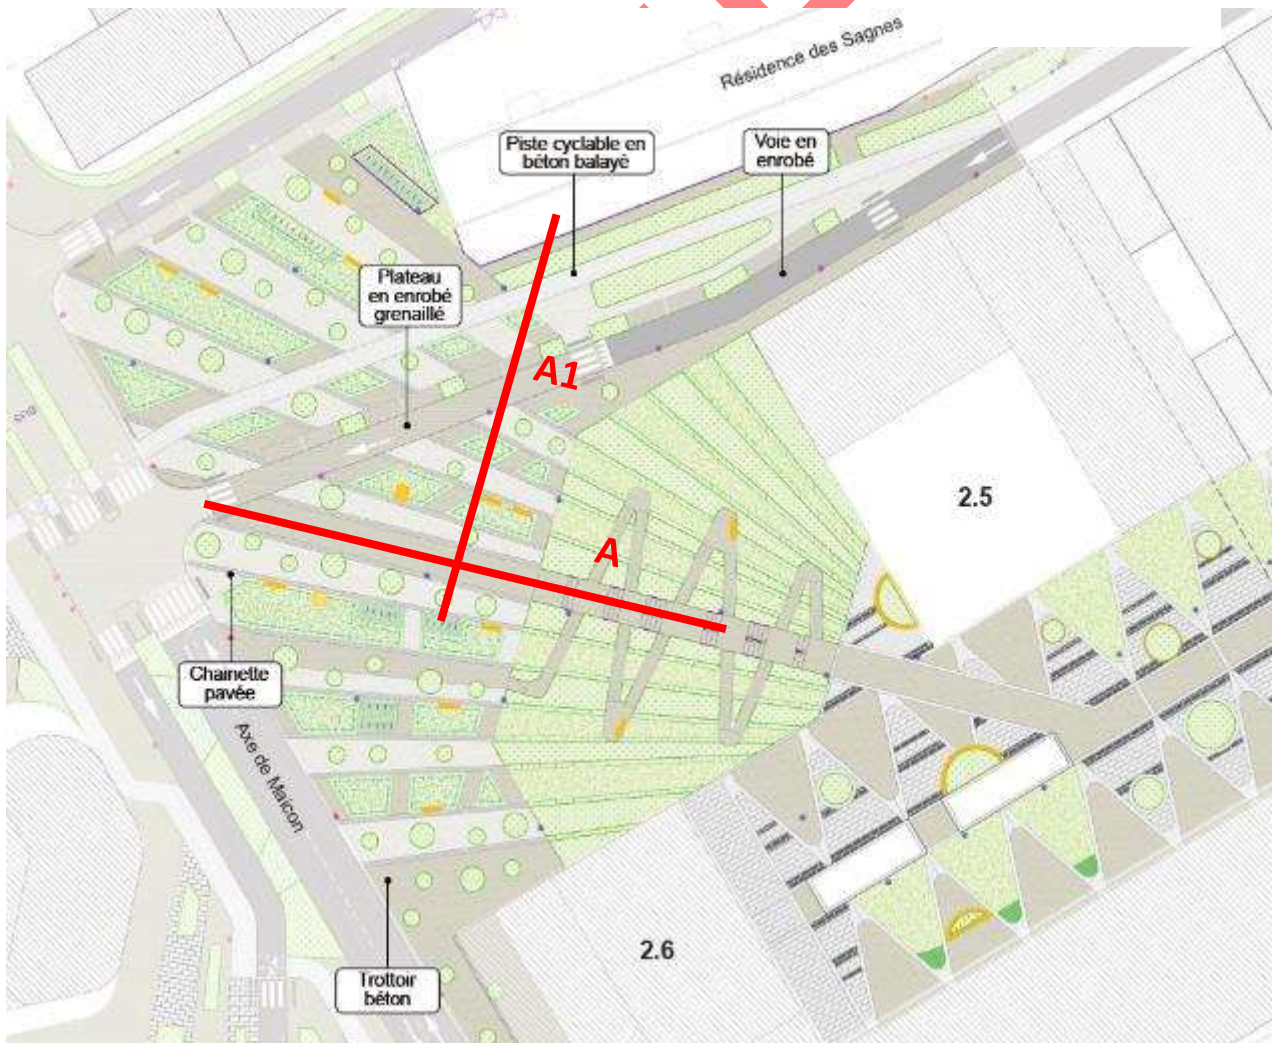 Résidence des Sagnes
Piste cyclable en
béton balayé
Voie en
enrobé
Plateau
en enrobé
grenaillé
A1
BUS
2.5
A
Chainette
pavée
Axe de Maïcon
2.6
Trottoir
béton